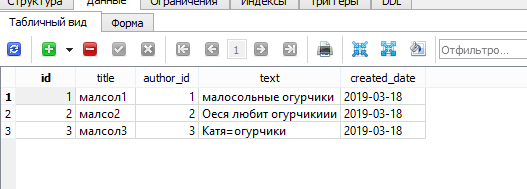 Структура Данные Ограничения Индексы Триггеры DDL
Табличный вид Форма
1 Отфильтро...
id title author_id text created_date
1 1 малсол1 1 малосольные огурчики 2019-03-18
2 2 малсо2 2 Оеся любит огурчикиии 2019-03-18
3 3 малсол3 3 Катя=огурчики 2019-03-18